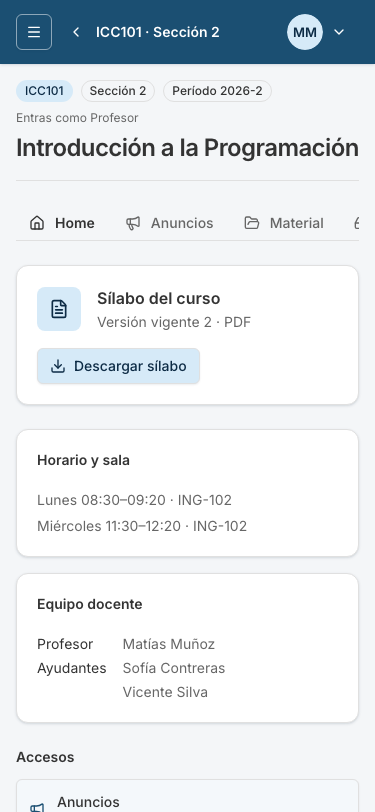 ICC101 · Sección 2
MM
ICC101
Sección 2
Período 2026-2
Entras como Profesor
Introducción a la Programación
Home
Anuncios
Material
Sílabo del curso
Versión vigente 2 · PDF
Descargar sílabo
Horario y sala
Lunes 08:30–09:20 · ING-102
Miércoles 11:30–12:20 · ING-102
Equipo docente
Profesor Matías Muñoz
Ayudantes Sofía Contreras
Vicente Silva
Accesos
Anuncios